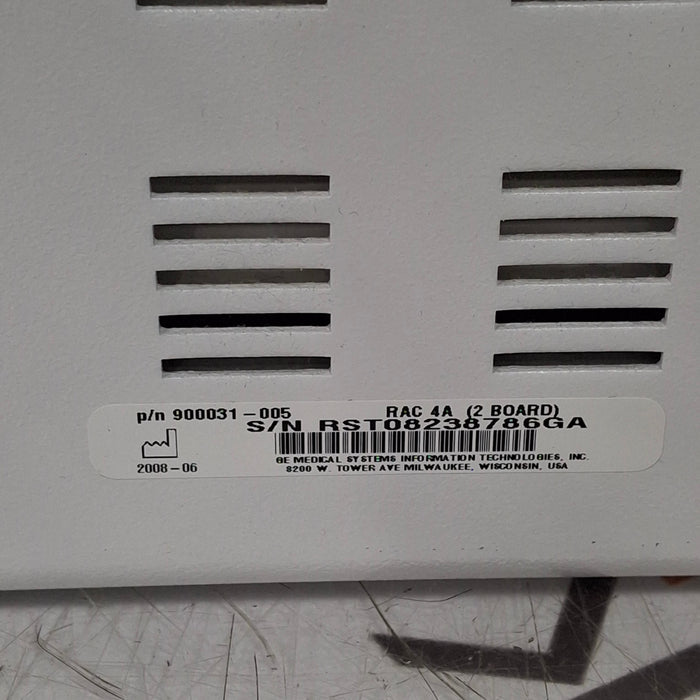 p/n 900031-005 RAC 4A (2 BOARD)
S/N RST08238786GA
GE MEDICAL SYSTEMS INFORMATION TECHNOLOGIES, INC.
2008-06 8200 W. TOWER AVE MILWAUKEE, WISCONSIN, USA